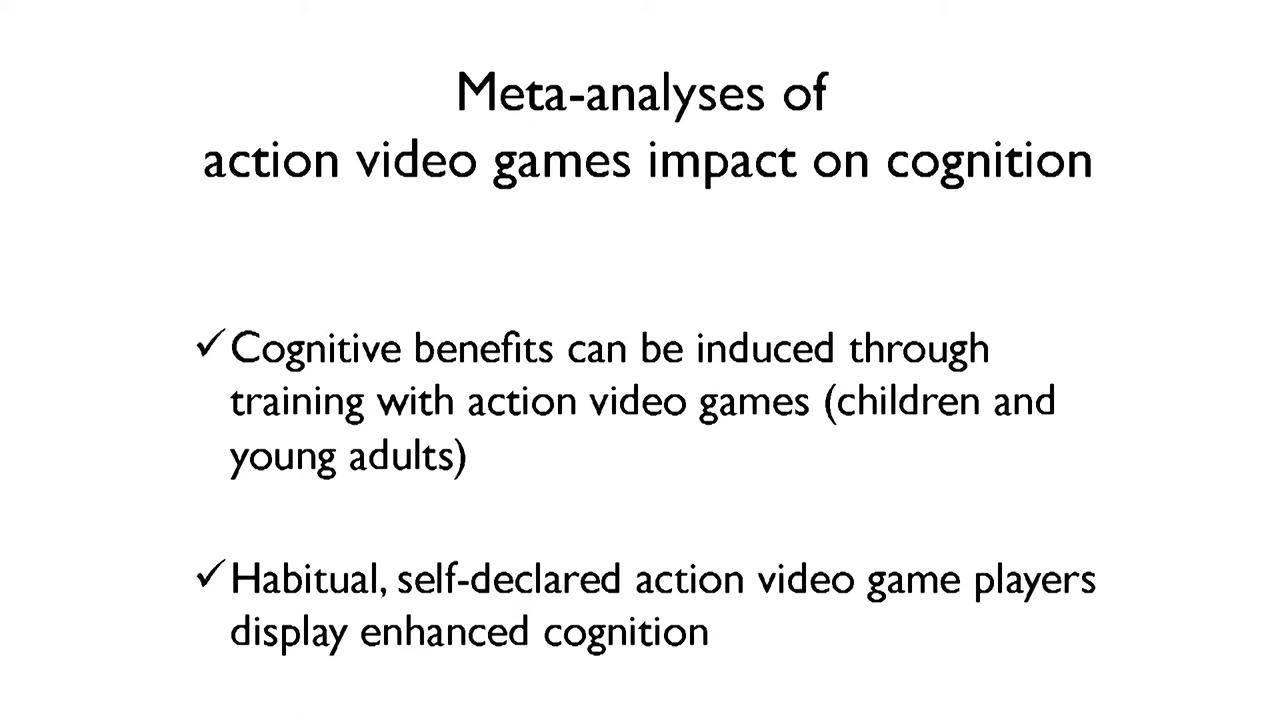 Meta-analyses of
action video games impact on cognition
✓Cognitive benefits can be induced through
training with action video games (children and
young adults)
✓Habitual, self-declared action video game players
display enhanced cognition